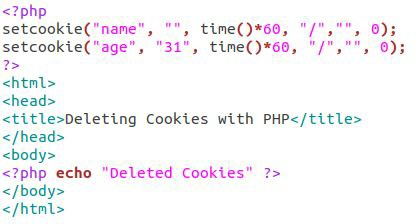 <?php
setcookie("name", "", time()*60, "/","", 0);
setcookie("age", "31", time()*60, "/","", 0);
?>
<html>
<head>
<title>Deleting Cookies with PHP</title>
</head>
<body>
<?php echo "Deleted Cookies" ?>
</body>
</html>